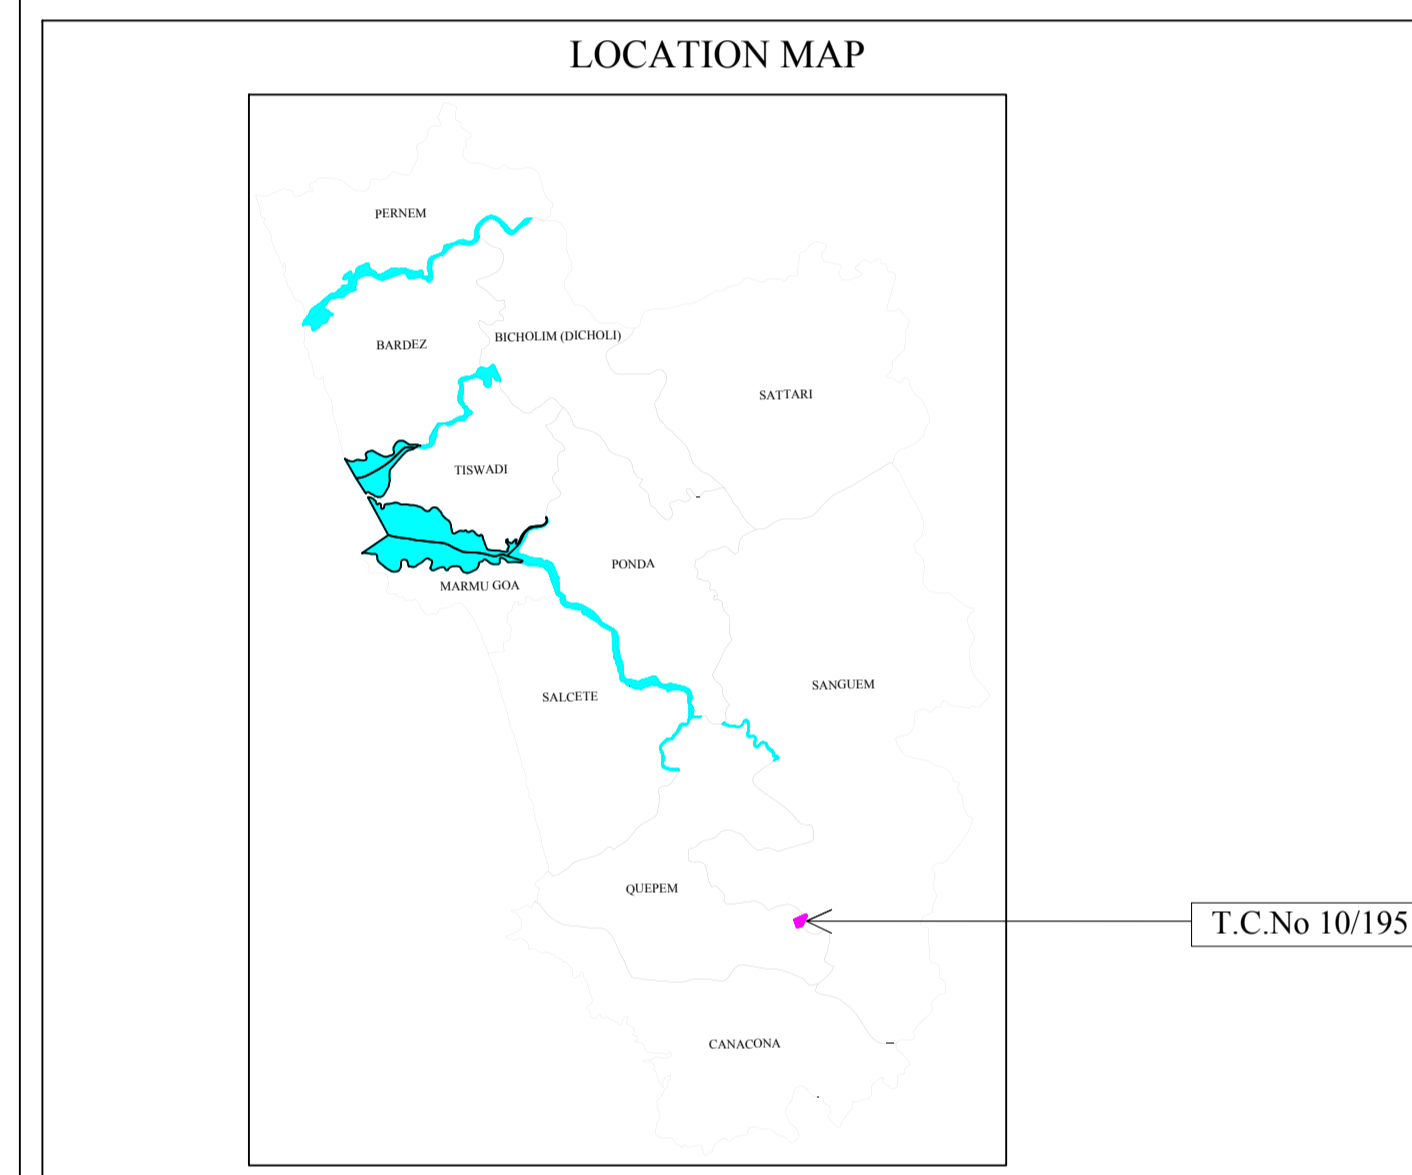 LOCATION MAP
PERNEM
BICHOLIM (DICHOLI)
BARDEZ
SATTARI
TISWADI
PONDA
MARMU GOA
SANGUEM
SALCETE
QUEPEM
T.C.No 10/195
CANACONA